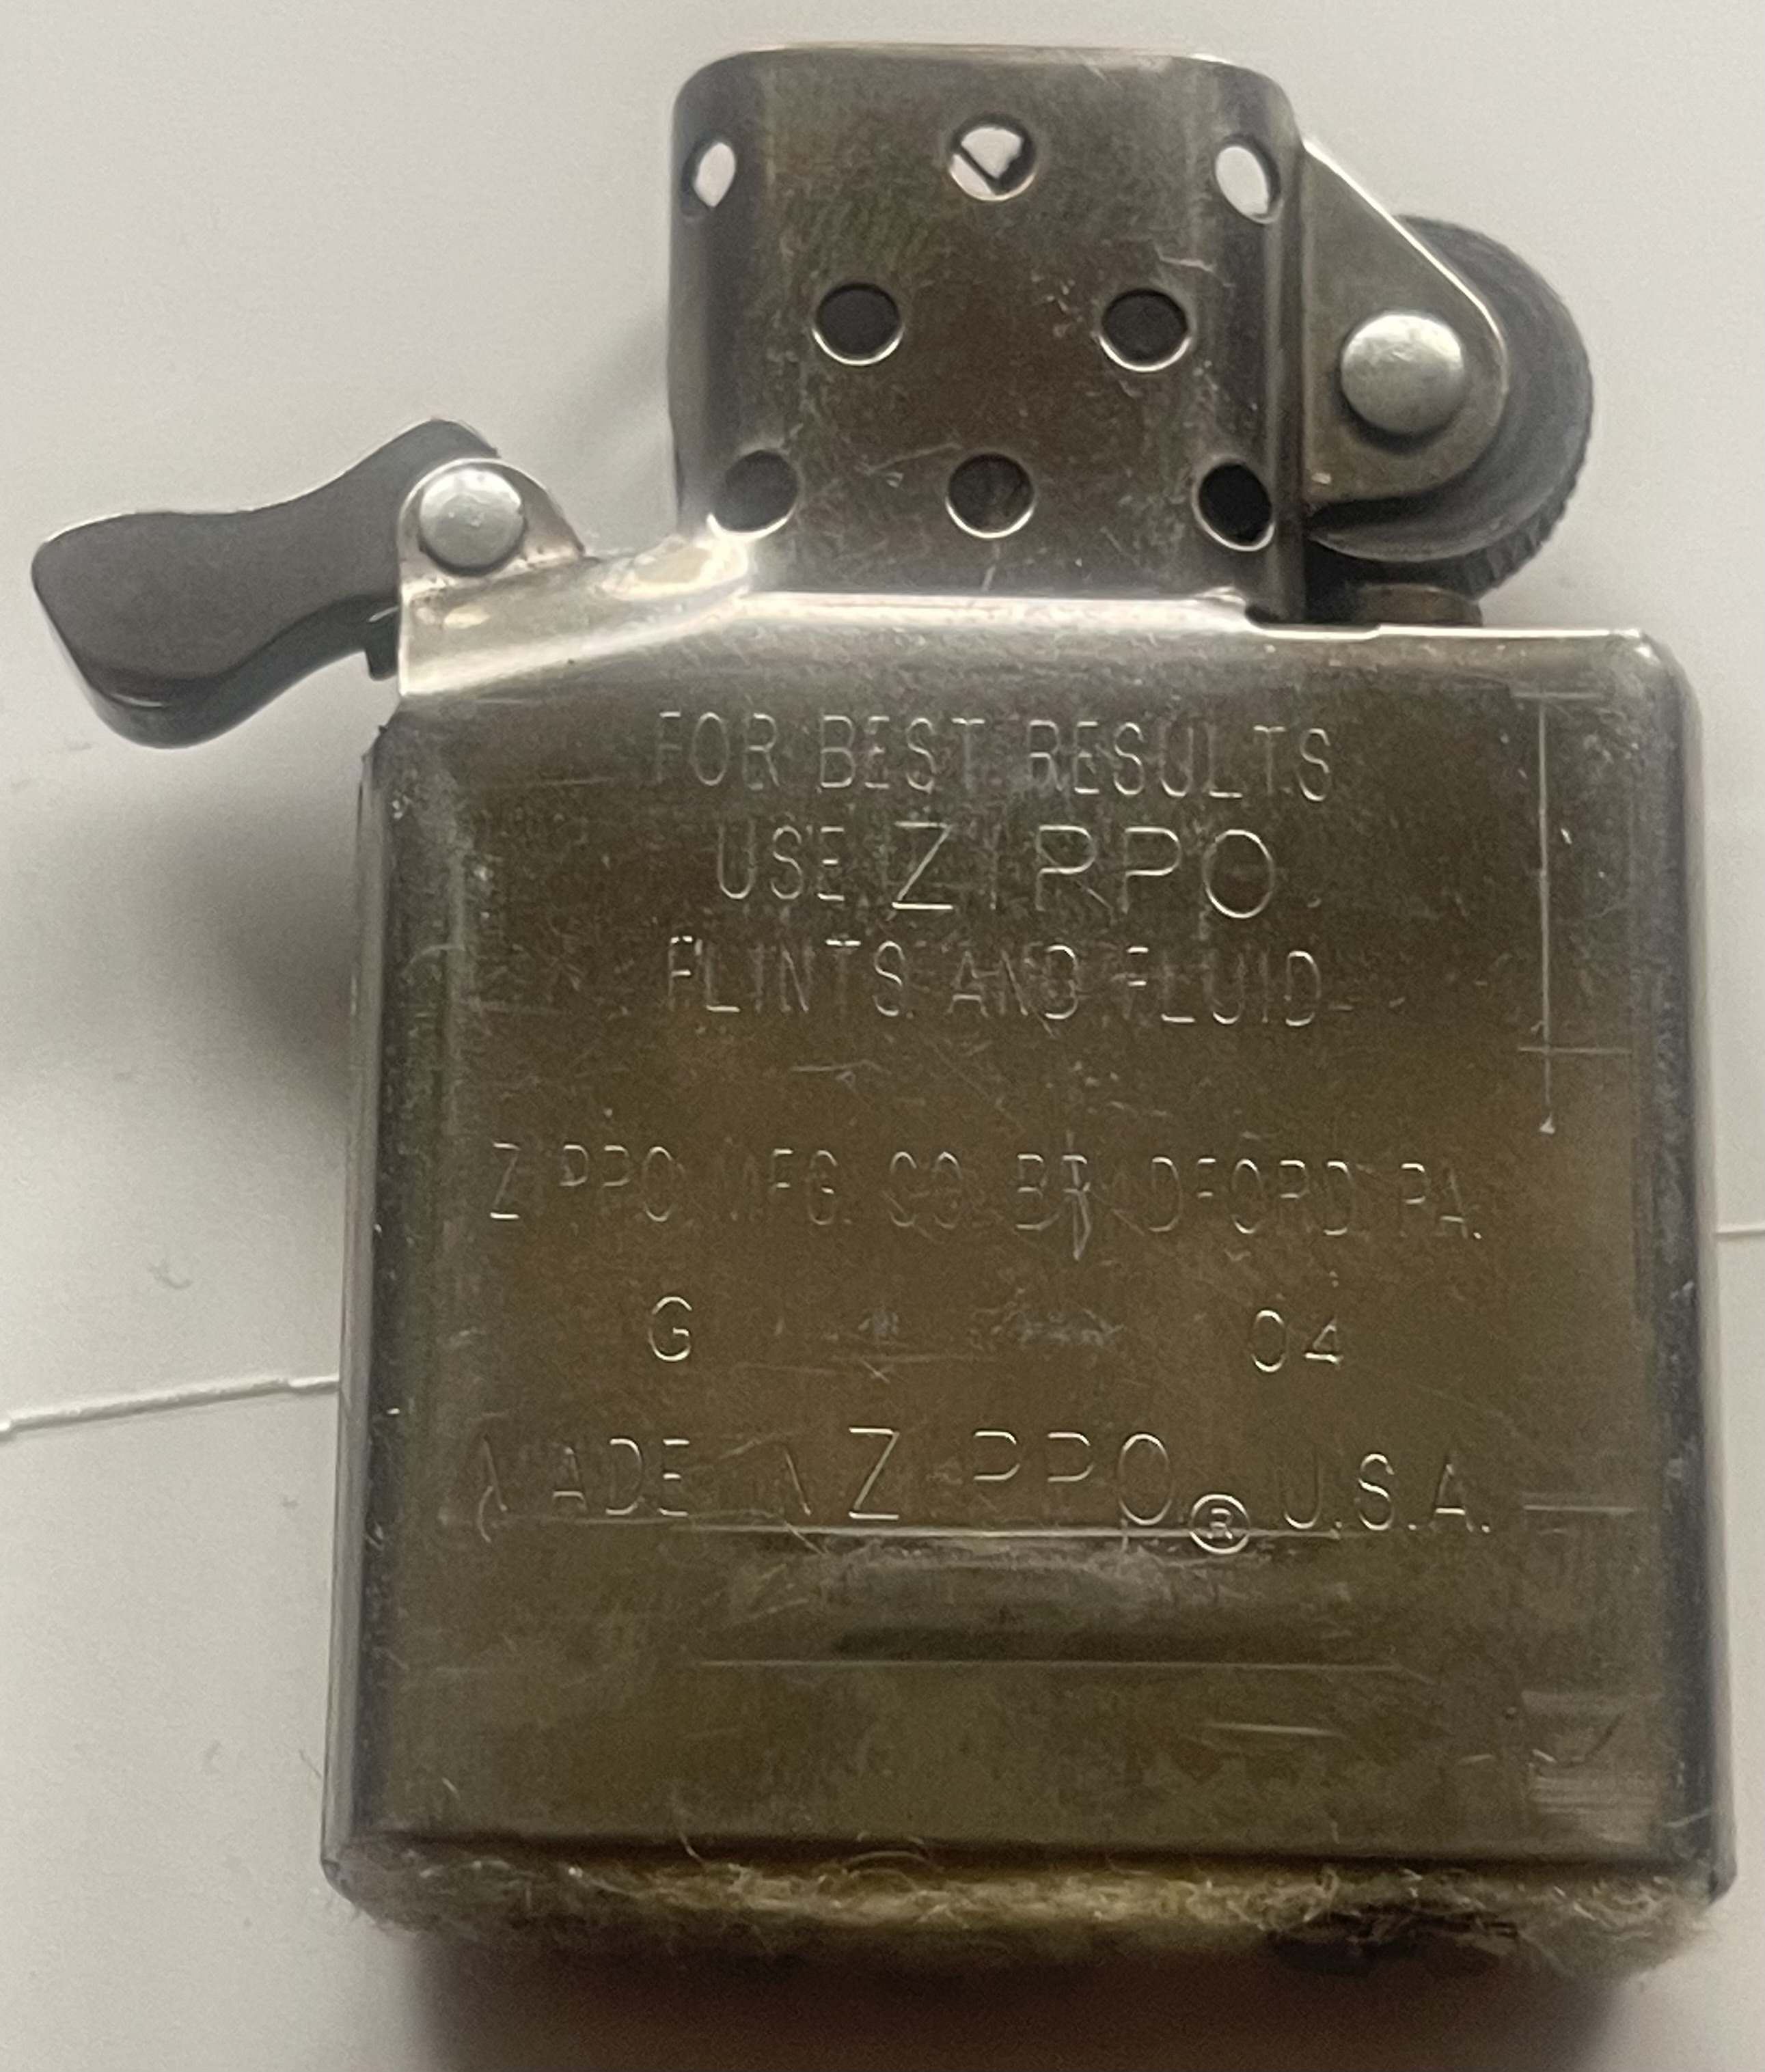 FOR BEST RESULTS
USE ZIPPO
FLINTS AND FLUID
ZIPPO MFG. CO. BRADFORD. PA.
G 04
MADE IN ZIPPO® U.S.A.